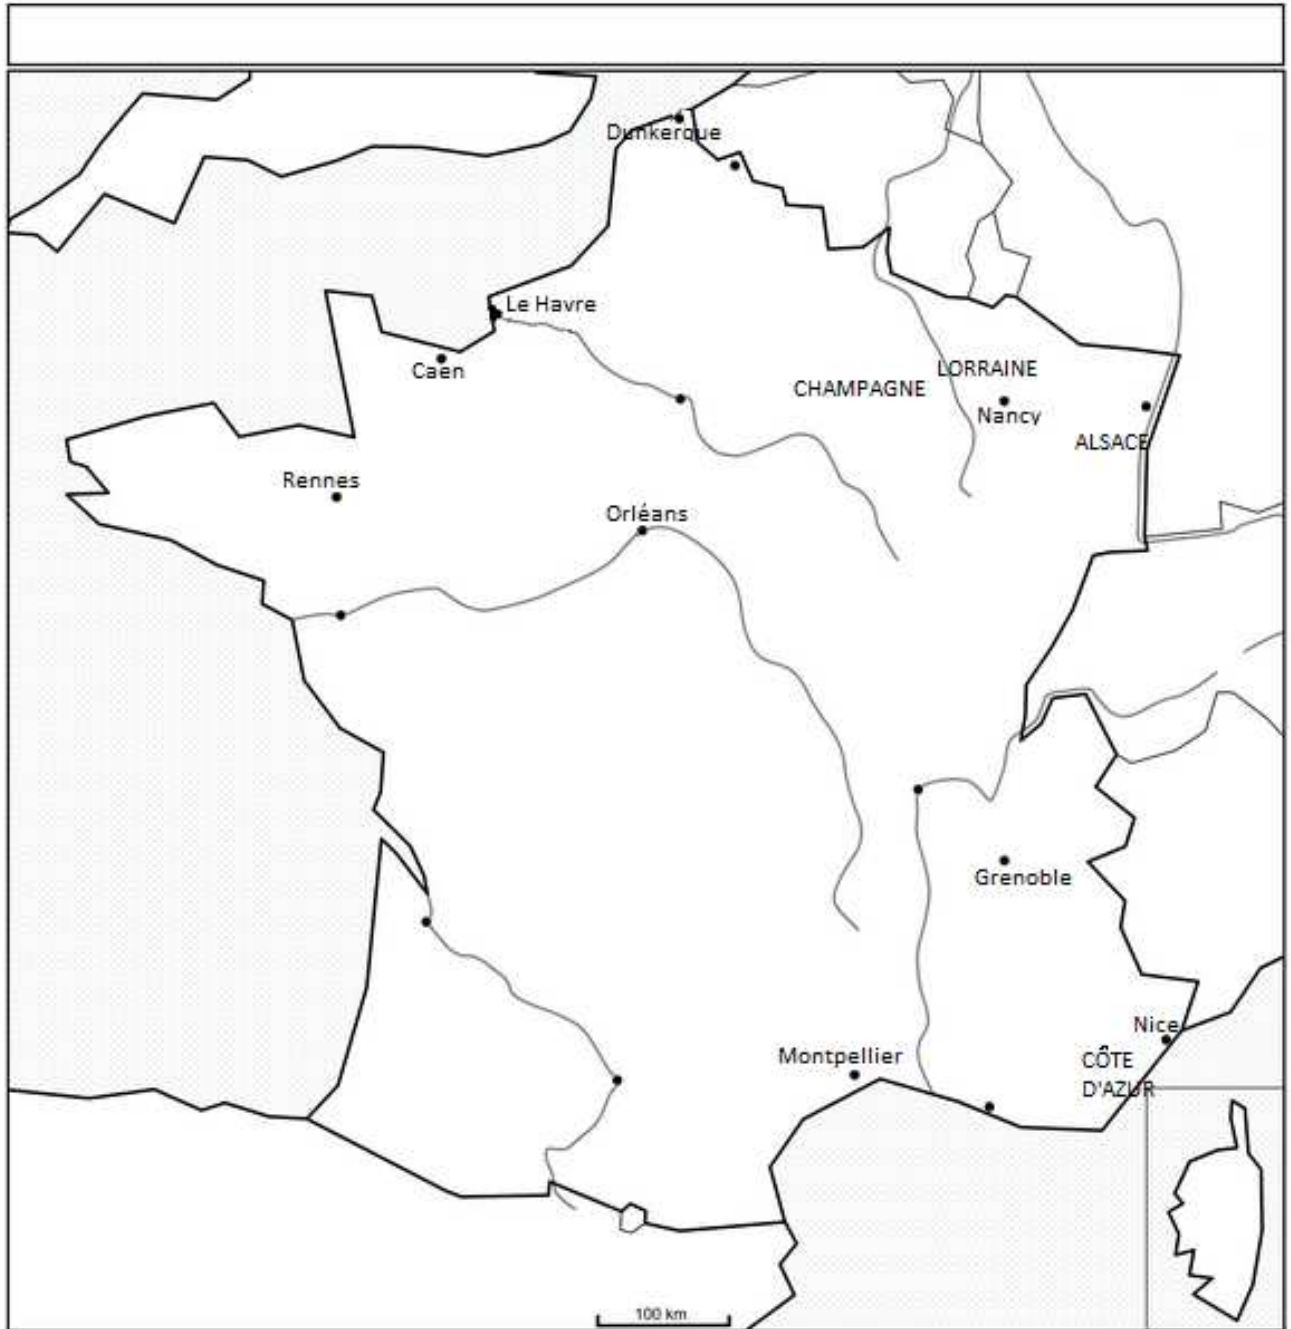 Dunkerque
Le Havre
Caen
LORRAINE
CHAMPAGNE
Nancy
ALSACE
Rennes
Orléans
Grenoble
Nice
Montpellier
CÔTE
D'AZUR
100 km